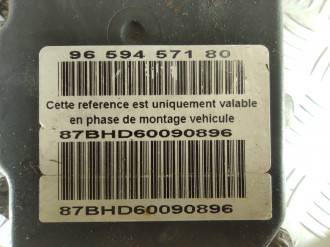 96 594 571 80
Cette reference est uniquement valable
en phase de montage vehicule
87BHD60090896
87BHD60090896